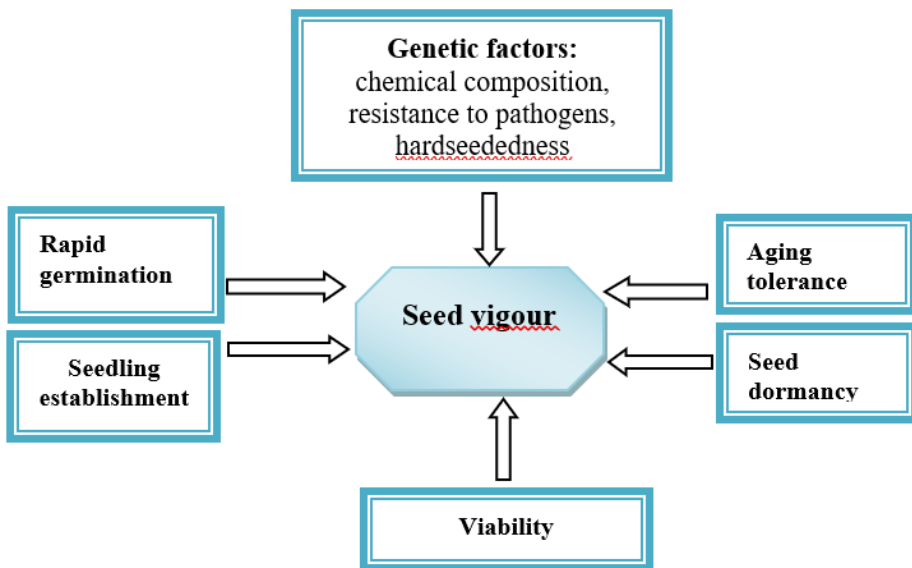 Genetic factors:
chemical composition,
resistance to pathogens,
hardseededness
Rapid
germination
Aging
tolerance
Seed vigour
Seedling
establishment
Seed
dormancy
Viability